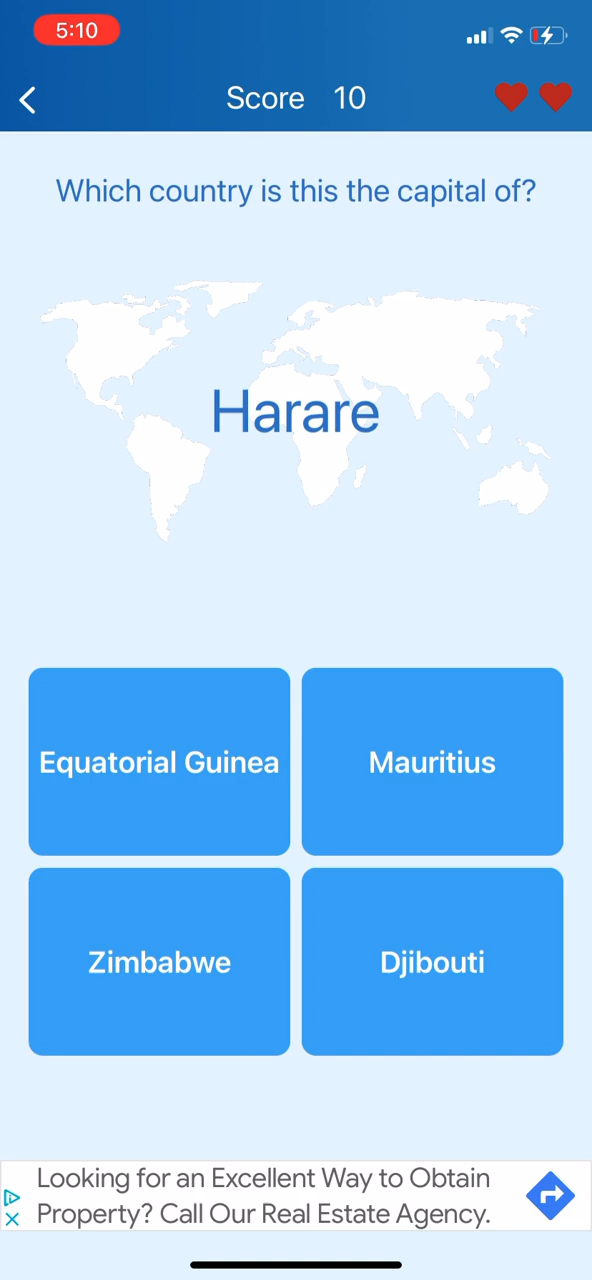 5:10
Score 10
Which country is this the capital of?
Harare
Equatorial Guinea
Mauritius
Zimbabwe
Djibouti
Looking for an Excellent Way to Obtain
Property? Call Our Real Estate Agency.